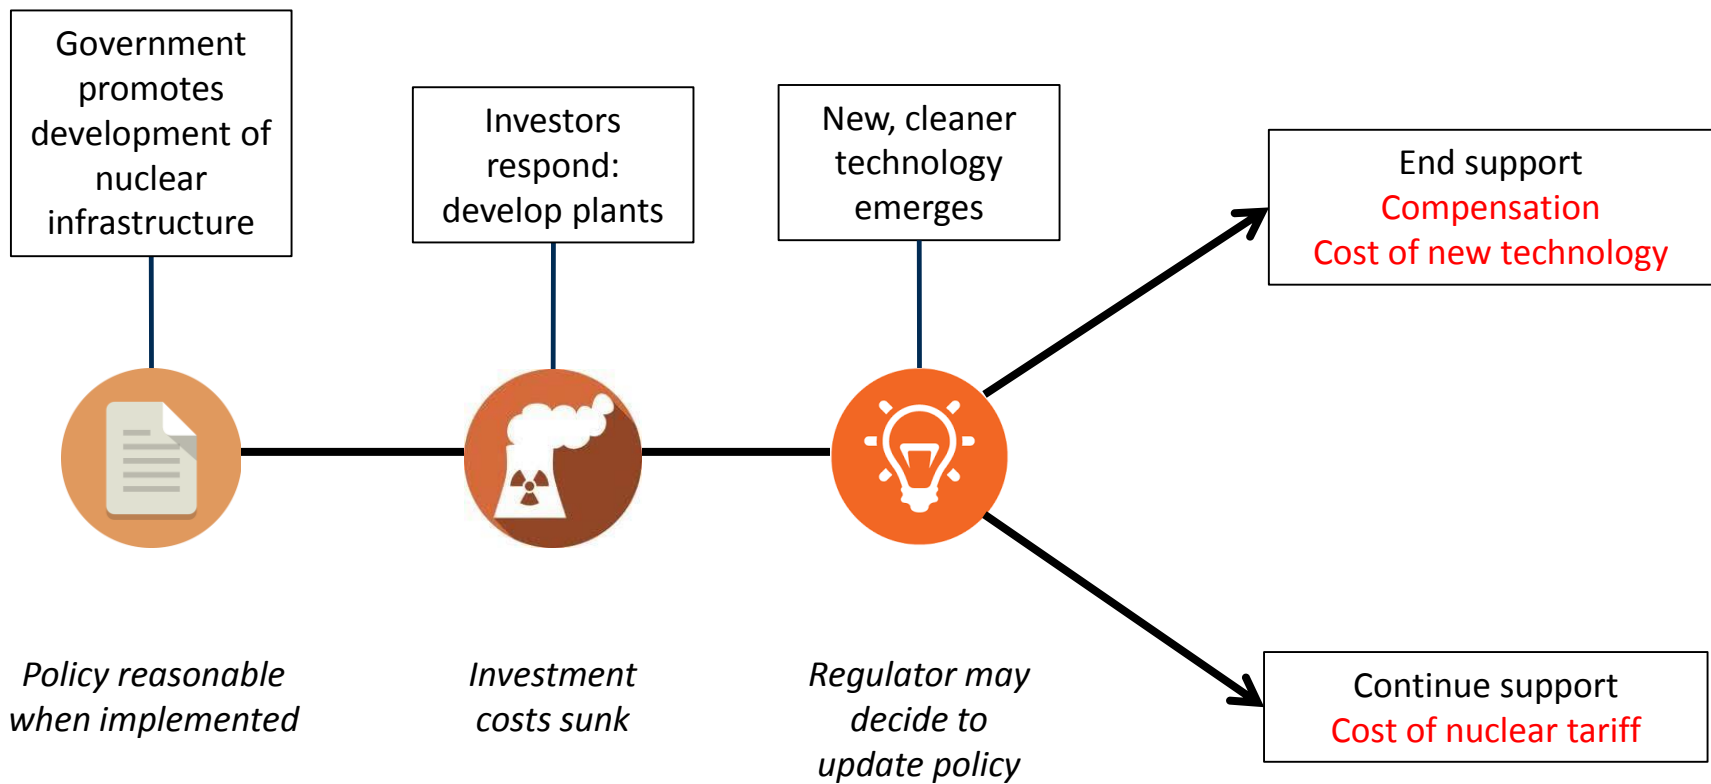 Government
promotes
development of
nuclear
infrastructure
Investors
respond:
develop plants
New, cleaner
technology
emerges
End support
Compensation
Cost of new technology
Policy reasonable
when implemented
Investment
costs sunk
Regulator may
decide to
update policy
Continue support
Cost of nuclear tariff